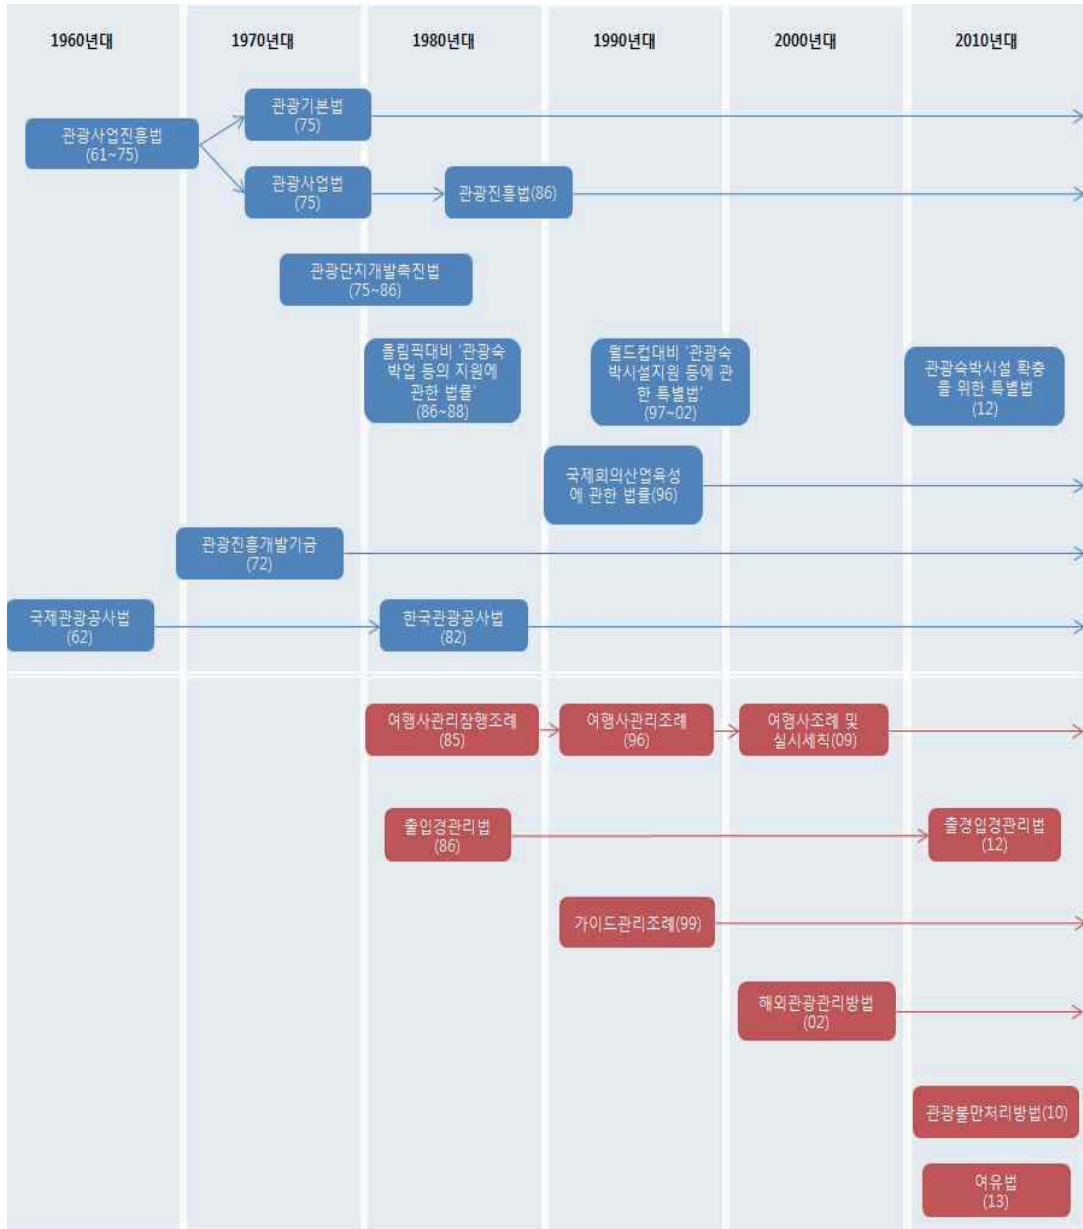 1960년대
1970년대
1980년대
1990년대
2000년대
2010년대
관광사업진흥법
(61~75)
관광기본법
(75)
관광사업법
(75)
관광진흥법(86)
관광단지개발촉진법
(75~86)
올림픽대비 '관광숙
박업 등의 지원에
관한 법률'
(86~88)
월드컵대비 '관광숙
박시설지원 등에 관
한 특별법'
(97~02)
관광숙박시설 확충
을 위한 특별법
(12)
국제회의산업육성
에 관한 법률(96)
관광진흥개발기금
(72)
국제관광공사법
(62)
한국관광공사법
(82)
여행사관리잠행조례
(85)
여행사관리조례
(96)
여행사조례 및
실시세칙(09)
출입경관리법
(86)
출경입경관리법
(12)
가이드관리조례(99)
해외관광관리방법
(02)
관광불만처리방법(10)
여유법
(13)